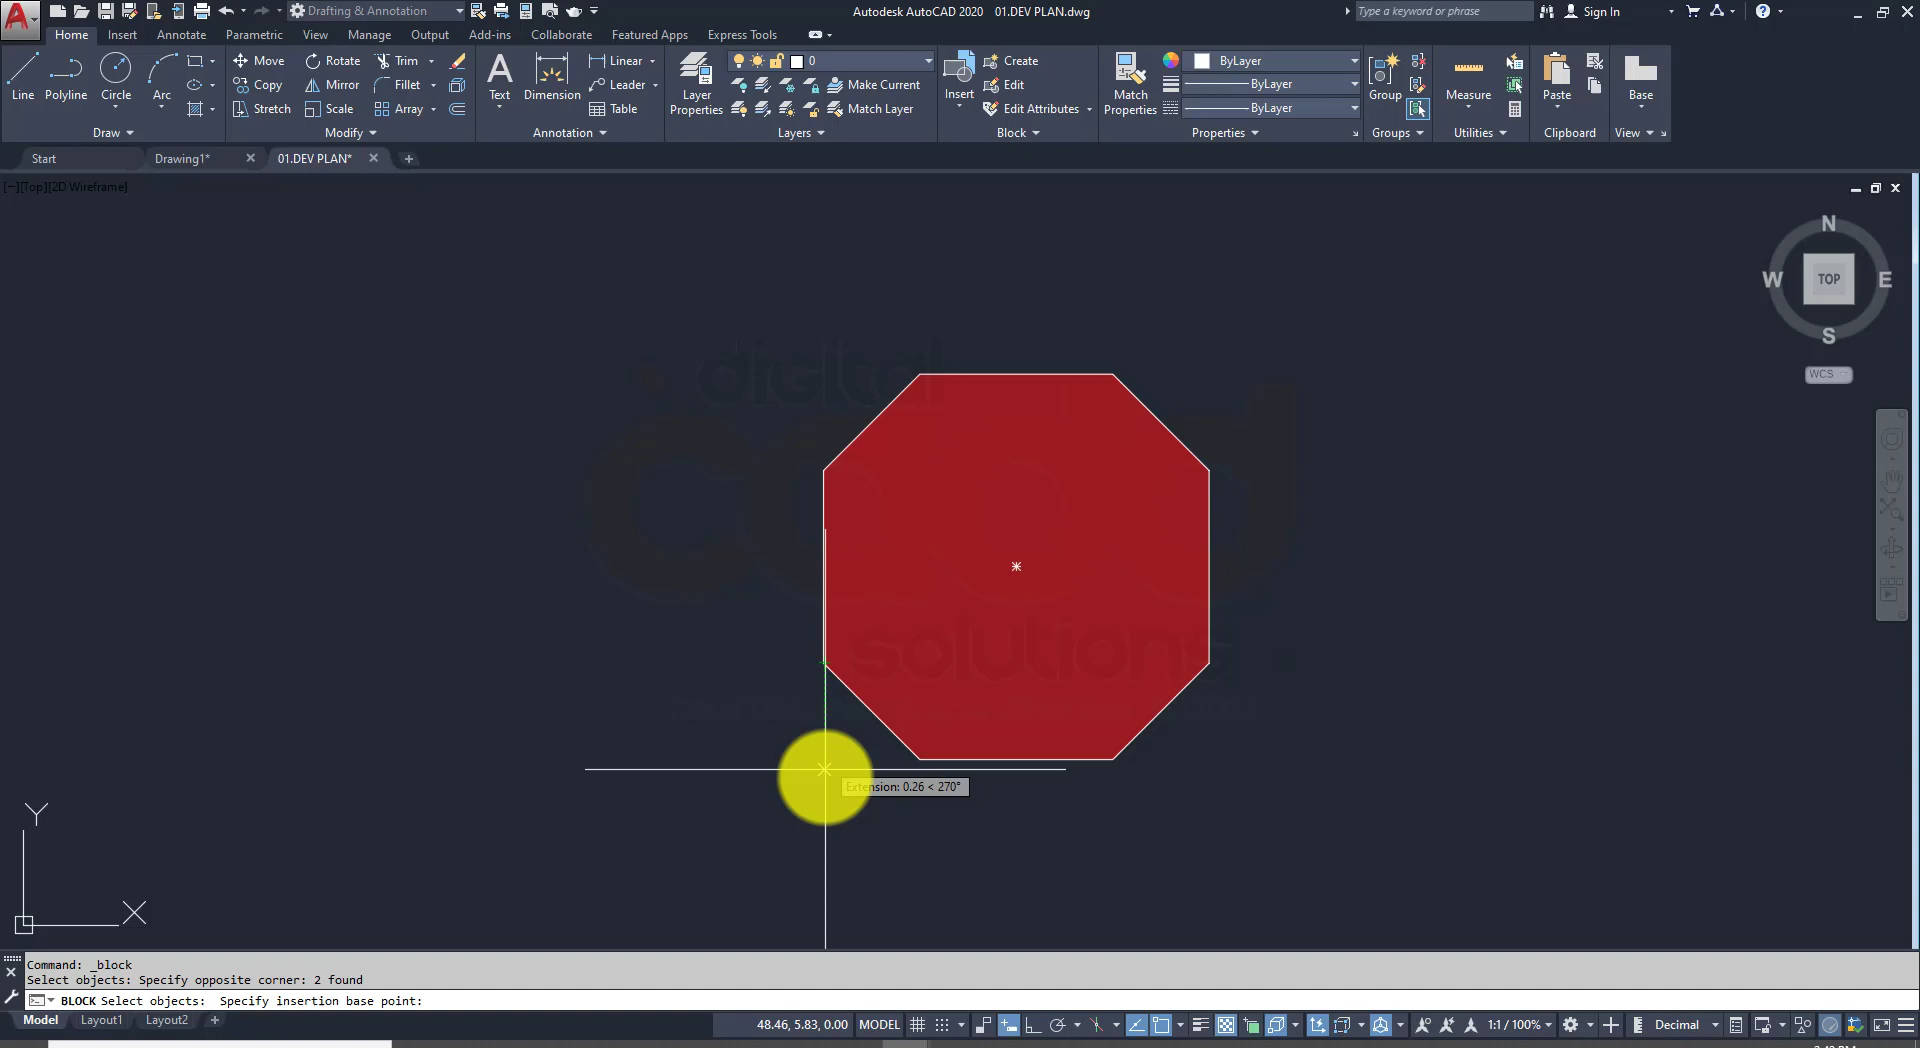 Drafting & Annotation
Autodesk AutoCAD 2020 01.DEV PLAN.dwg
Type a keyword or phrase
Sign In
Home Insert Annotate Parametric View Manage Output Add-ins Collaborate Featured Apps Express Tools
Line Polyline Circle Arc
Draw
Move Rotate Trim
Copy Mirror Fillet
Stretch Scale Array
Modify
Text Dimension
Linear
Leader
Table
Annotation
Layer Properties
0
Make Current
Match Layer
Layers
Insert
Create
Edit
Edit Attributes
Block
Match Properties
ByLayer
ByLayer
ByLayer
Properties
Group
Groups
Measure
Utilities
Paste
Clipboard
Base
View
Start Drawing1* 01.DEV PLAN*
[−][Top][2D Wireframe]
N
W TOP E
S
WCS
digital
solutions
Extension: 0.26 < 270°
Y
X
Command: _block
Select objects: Specify opposite corner: 2 found
BLOCK Select objects: Specify insertion base point:
Model Layout1 Layout2
48.46, 5.83, 0.00 MODEL 1:1 / 100% Decimal